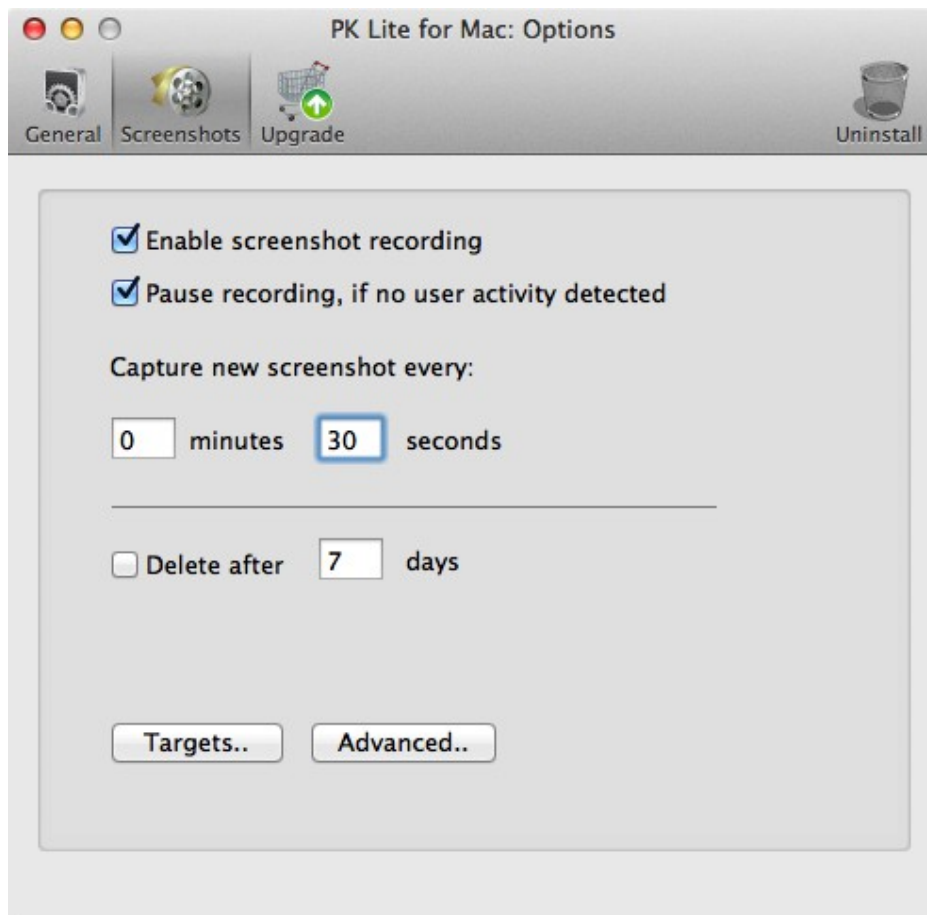 PK Lite for Mac: Options
General Screenshots Upgrade Uninstall
Enable screenshot recording
Pause recording, if no user activity detected
Capture new screenshot every:
0 minutes 30 seconds
Delete after 7 days
Targets.. Advanced..